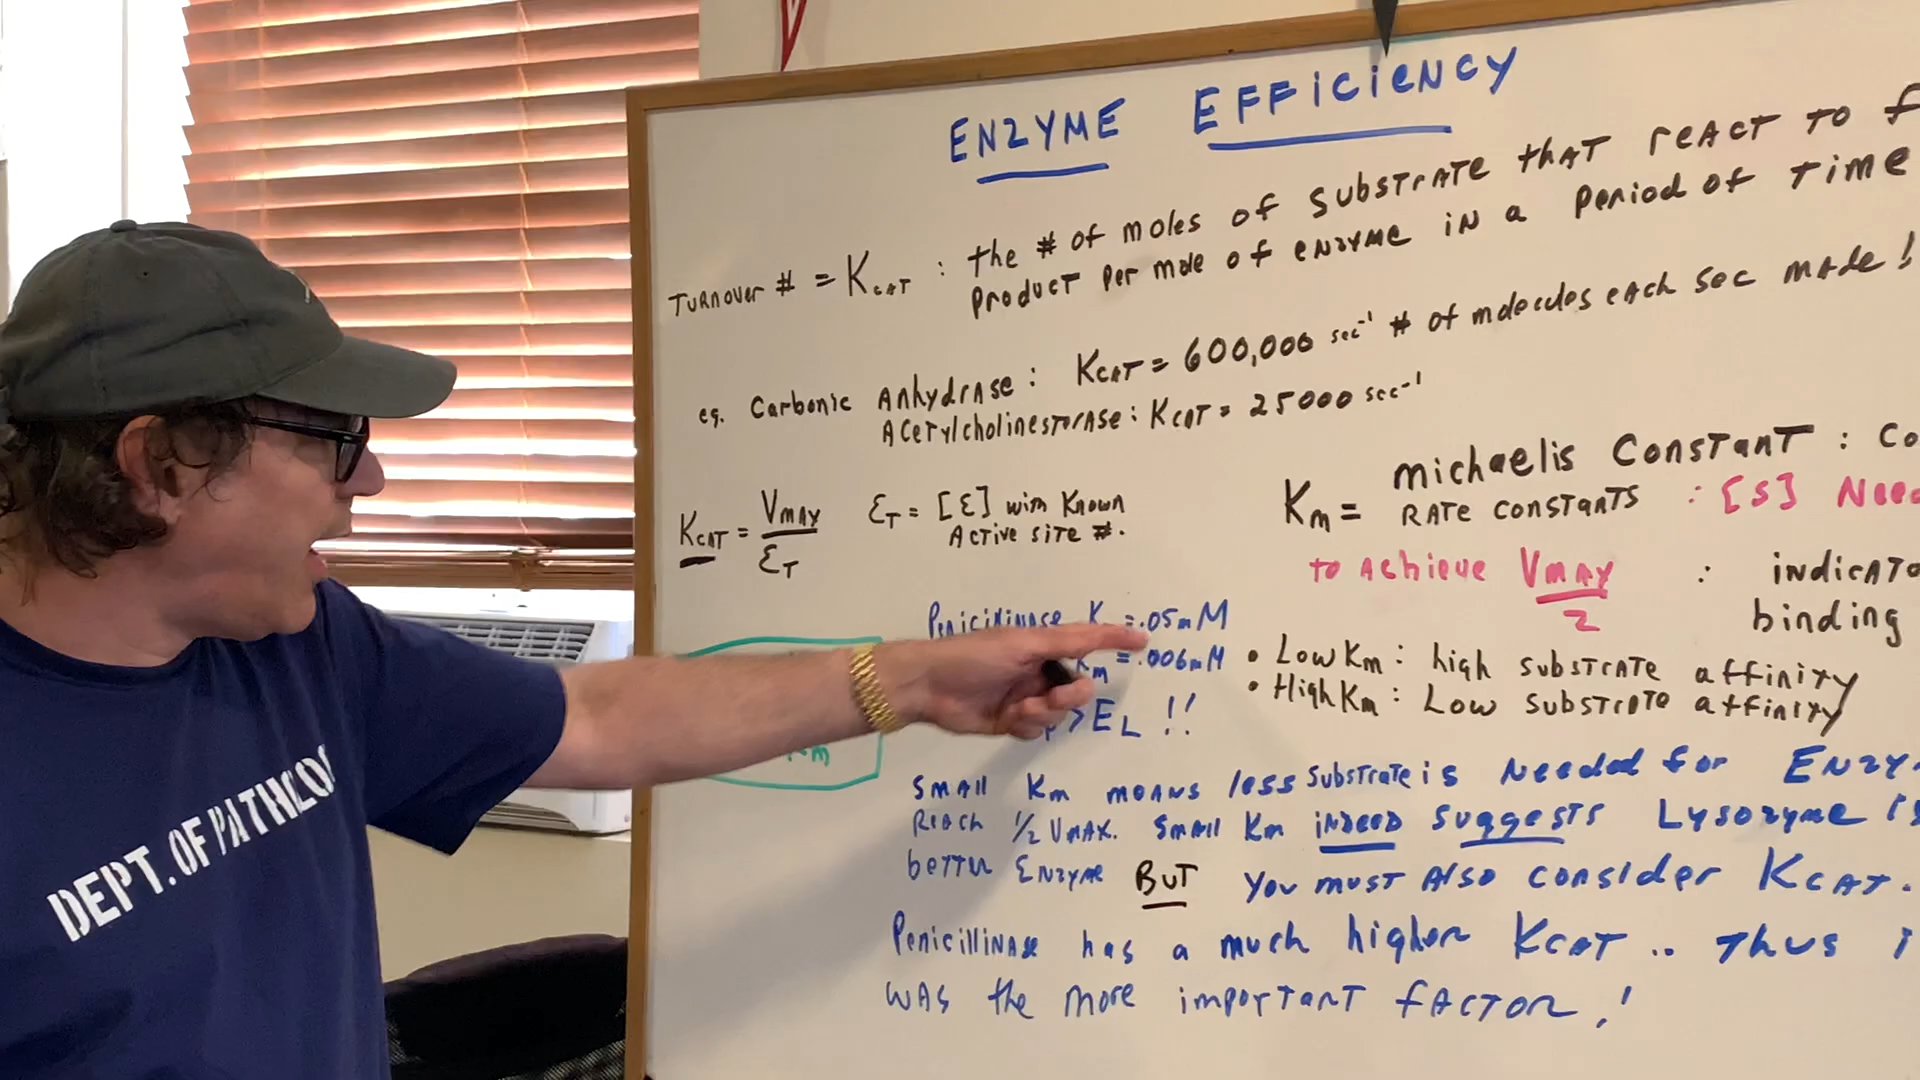 ENZYME EFFICIENCY
TURNOVER # = KCAT : the # of moles of substrate that react to f
product per mole of enzyme in a period of time
eg. Carbonic Anhydrase : KCAT = 600,000 sec⁻¹ # of molecules each sec made!
Acetylcholinesterase : KCAT = 25000 sec⁻¹
KCAT = VMAX / ET
ET = [E] with known
Active site #.
Km = michaelis Constant : Co
RATE CONSTANTS : [S] Nee
to achieve VMAX / 2 : indicato
binding
Penicillinase K = .05mM
Km = .006mM
> EL !!
m
• Low Km : high substrate affinity
• High Km : Low substrate affinity
SMALL Km means less substrate is needed for Enzy
Reach 1/2 VMAX. Small Km indeed suggests Lysozyme is
better Enzyme BUT you must also consider KCAT.
Penicillinase has a much higher KCAT .. Thus i
was the more important factor!
DEPT. OF PATHOLO